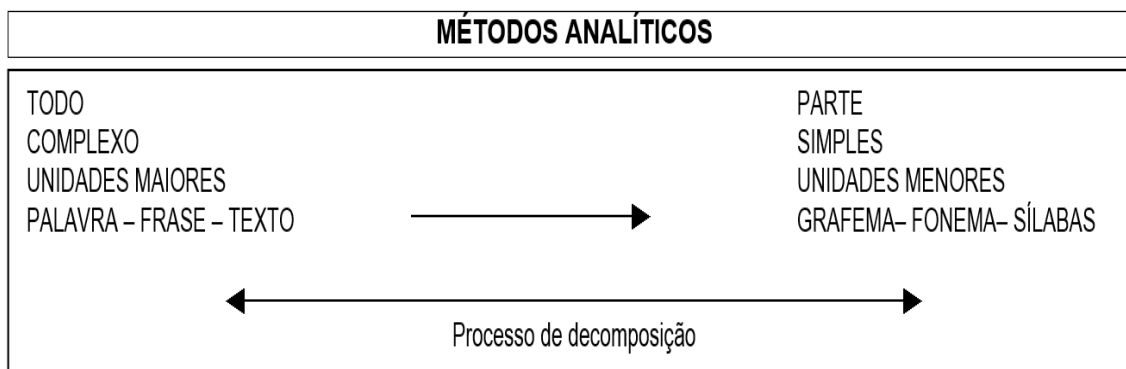 MÉTODOS ANALÍTICOS
TODO
COMPLEXO
UNIDADES MAIORES
PALAVRA – FRASE – TEXTO
PARTE
SIMPLES
UNIDADES MENORES
GRAFEMA– FONEMA– SÍLABAS
Processo de decomposição